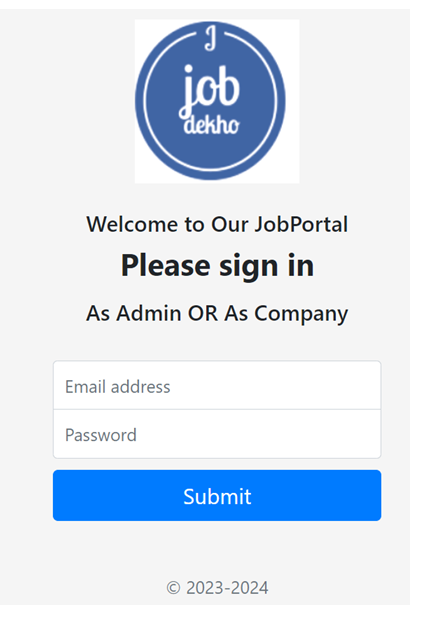 J
job
dekho
Welcome to Our JobPortal
Please sign in
As Admin OR As Company
Email address
Password
Submit
© 2023-2024